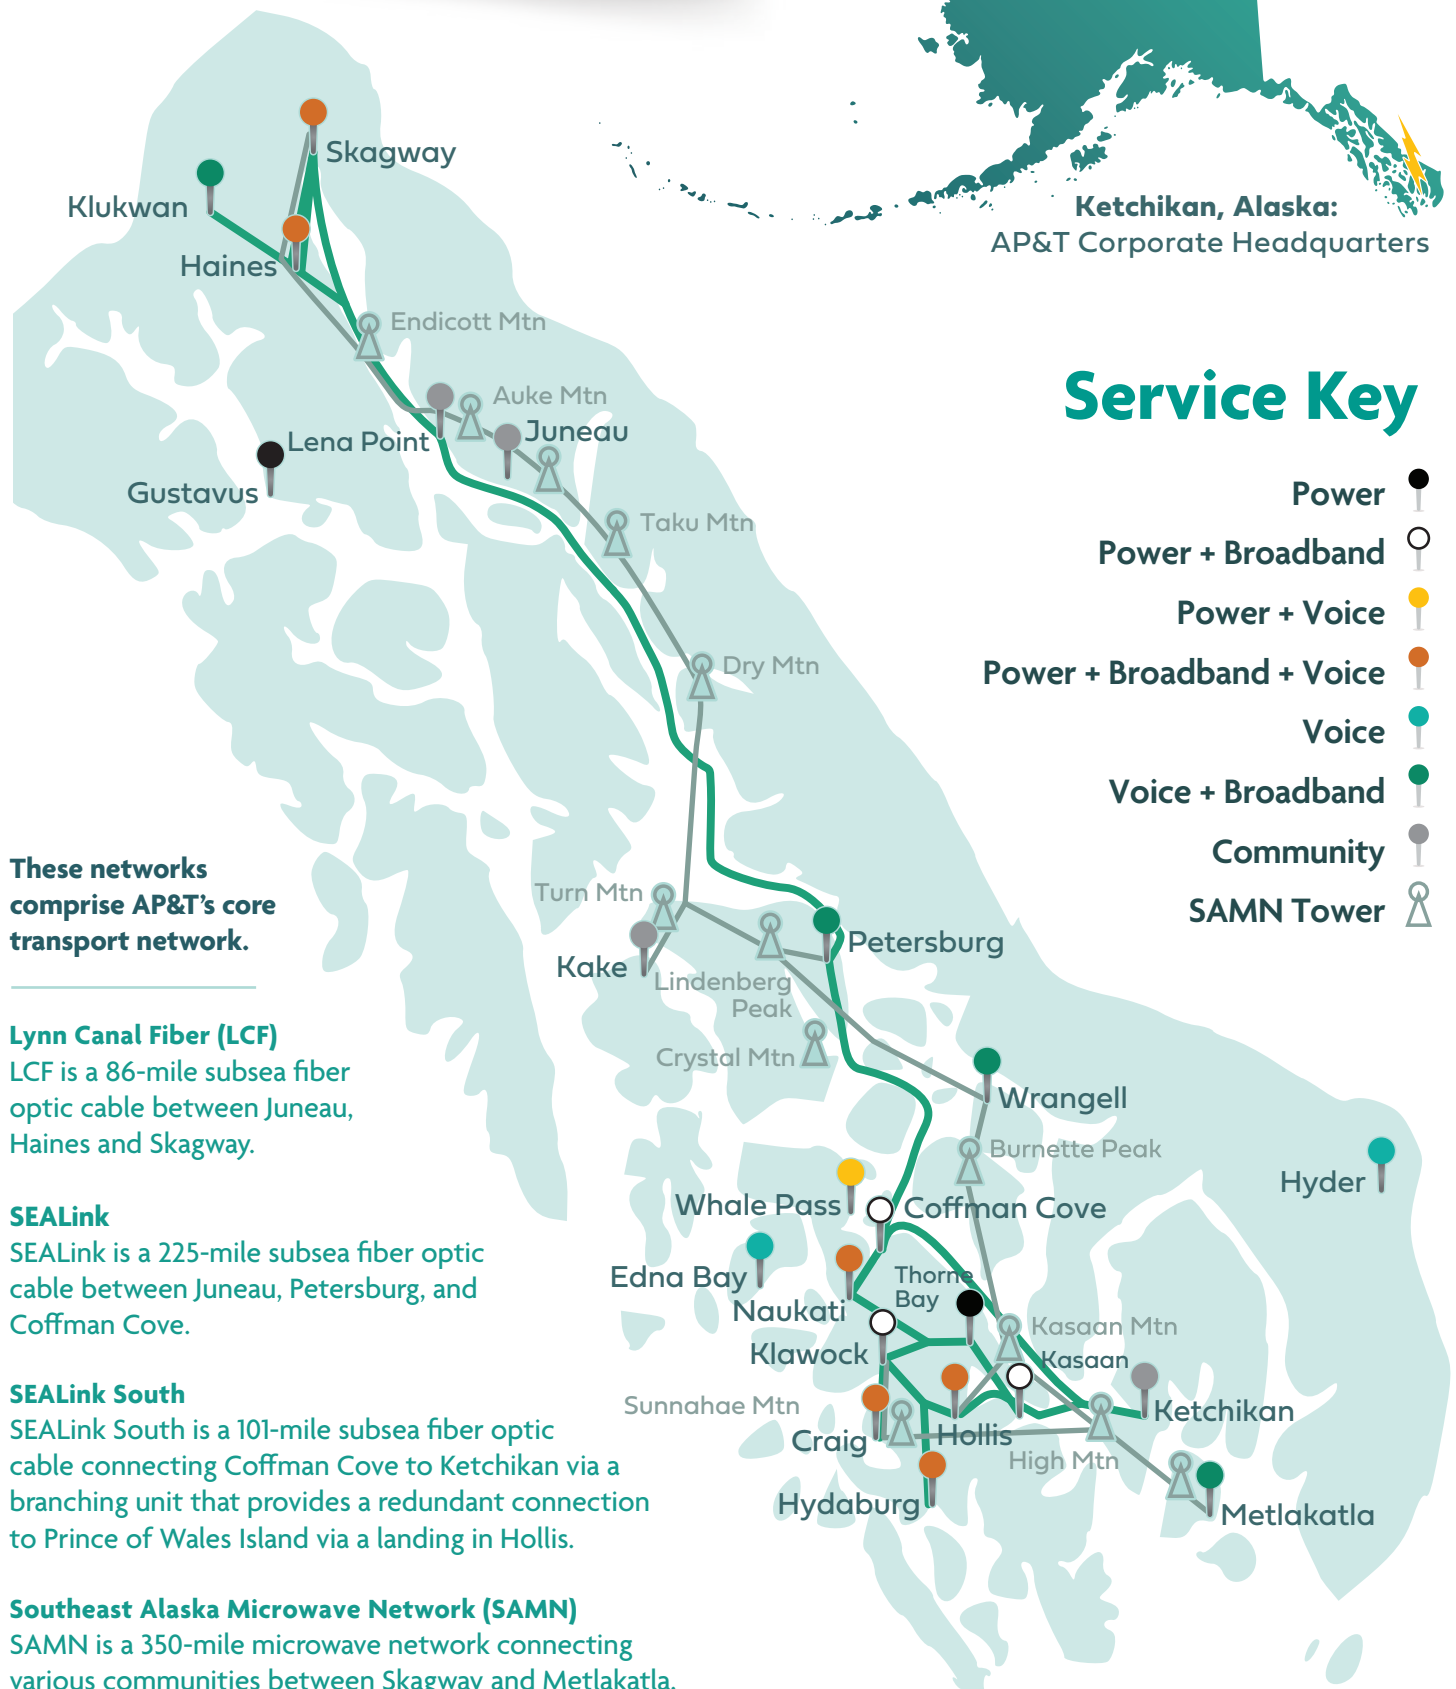 Skagway
Klukwan
Haines
Ketchikan, Alaska:
AP&T Corporate Headquarters
Endicott Mtn
Auke Mtn
Juneau
Lena Point
Gustavus
Taku Mtn
Dry Mtn
Service Key
Power
Power + Broadband
Power + Voice
Power + Broadband + Voice
Voice
Voice + Broadband
Community
SAMN Tower
Turn Mtn
Kake
Petersburg
Lindenberg
Peak
Crystal Mtn
Wrangell
Burnette Peak
Hyder
Whale Pass
Coffman Cove
Edna Bay
Naukati
Thorne
Bay
Klawock
Kasaan Mtn
Kasaan
Sunnahae Mtn
Craig
Hollis
Ketchikan
High Mtn
Hydaburg
Metlakatla
These networks
comprise AP&T’s core
transport network.
Lynn Canal Fiber (LCF)
LCF is a 86-mile subsea fiber
optic cable between Juneau,
Haines and Skagway.
SEALink
SEALink is a 225-mile subsea fiber optic
cable between Juneau, Petersburg, and
Coffman Cove.
SEALink South
SEALink South is a 101-mile subsea fiber optic
cable connecting Coffman Cove to Ketchikan via a
branching unit that provides a redundant connection
to Prince of Wales Island via a landing in Hollis.
Southeast Alaska Microwave Network (SAMN)
SAMN is a 350-mile microwave network connecting
various communities between Skagway and Metlakatla.